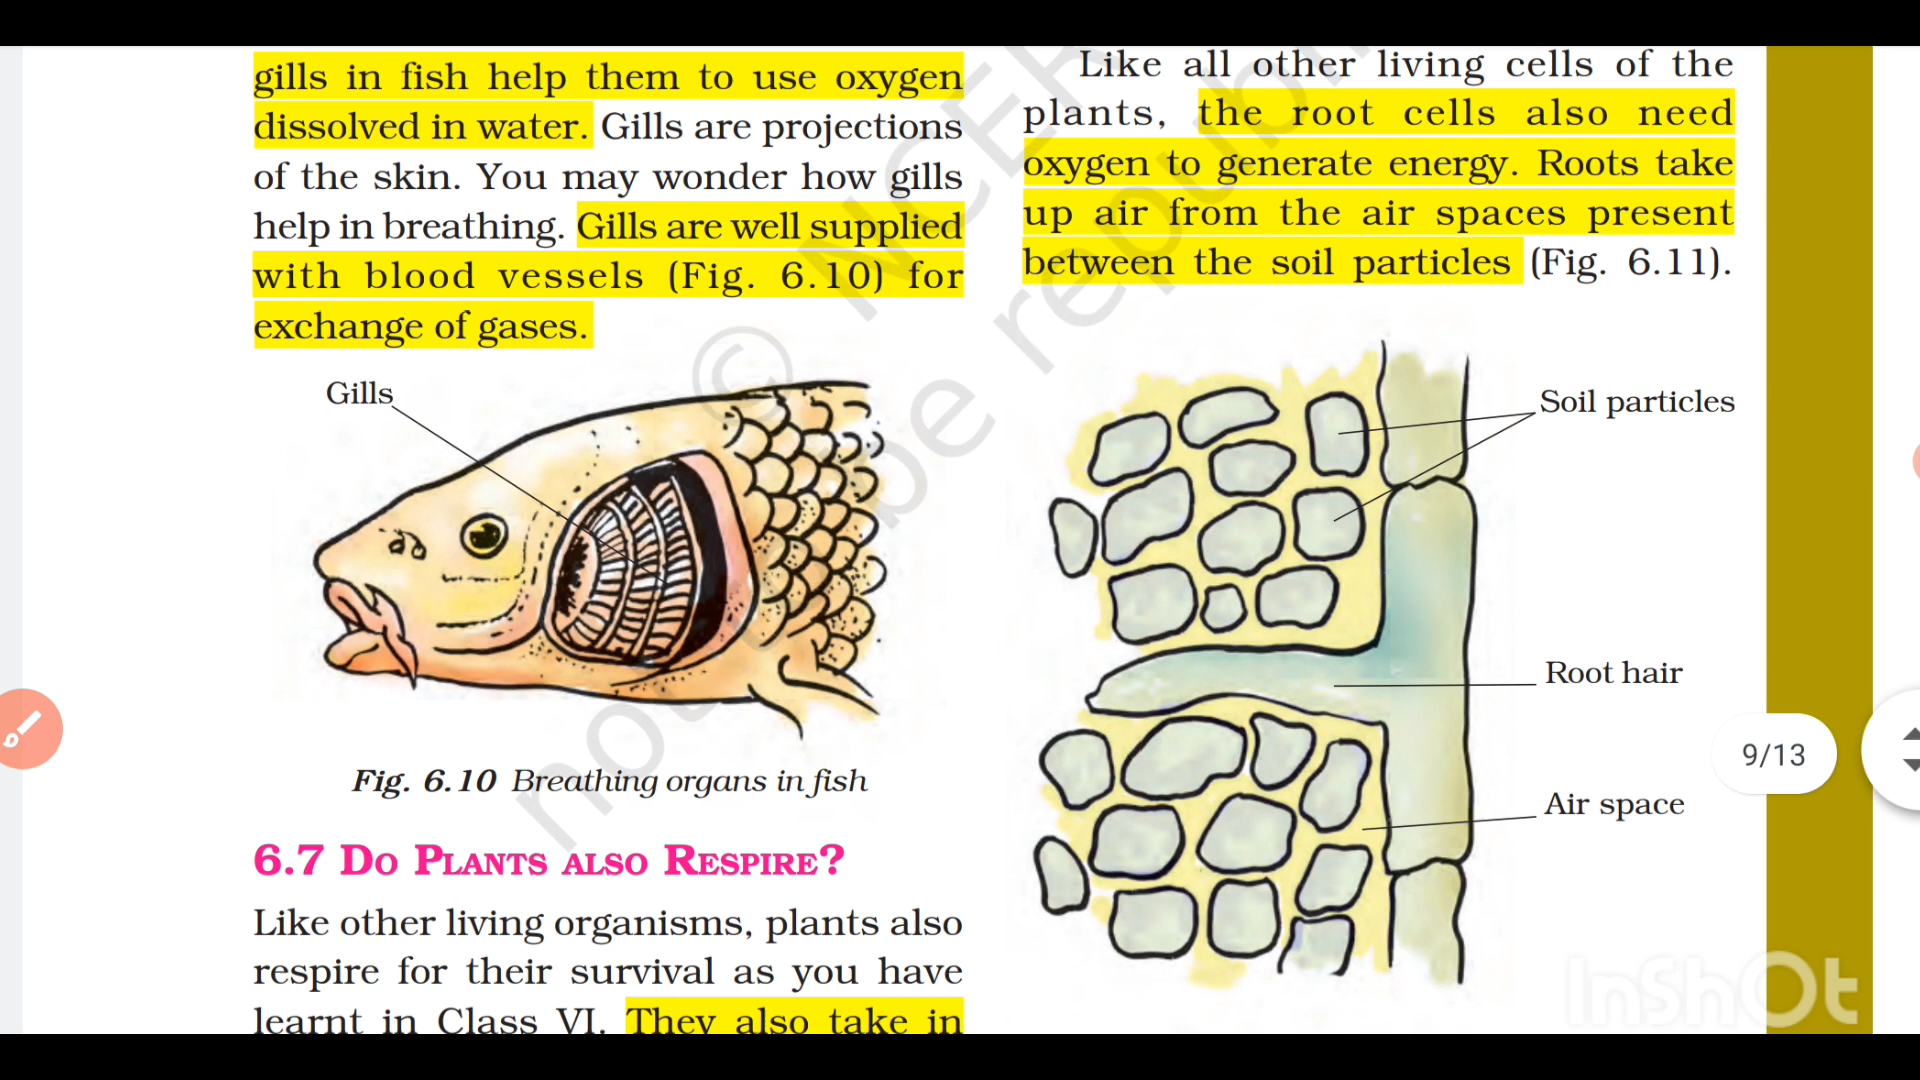 gills in fish help them to use oxygen
dissolved in water. Gills are projections
of the skin. You may wonder how gills
help in breathing. Gills are well supplied
with blood vessels (Fig. 6.10) for
exchange of gases.
Gills
Fig. 6.10 Breathing organs in fish
6.7 DO PLANTS ALSO RESPIRE?
Like other living organisms, plants also
respire for their survival as you have
learnt in Class VI. They also take in
Like all other living cells of the
plants, the root cells also need
oxygen to generate energy. Roots take
up air from the air spaces present
between the soil particles (Fig. 6.11).
Soil particles
Root hair
Air space
9/13
© NCER
not be republi
InShOt